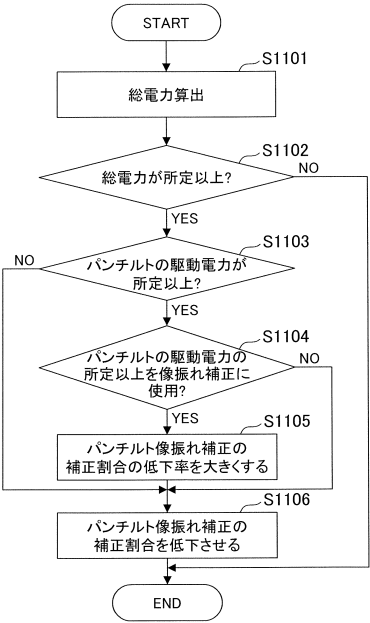 START
S1101
総電力算出
S1102
総電力が所定以上?
NO
YES
S1103
パンチルトの駆動電力が
所定以上?
NO
YES
S1104
パンチルトの駆動電力の
所定以上を像振れ補正に
使用?
NO
YES
S1105
パンチルト像振れ補正の
補正割合の低下率を大きくする
S1106
パンチルト像振れ補正の
補正割合を低下させる
END